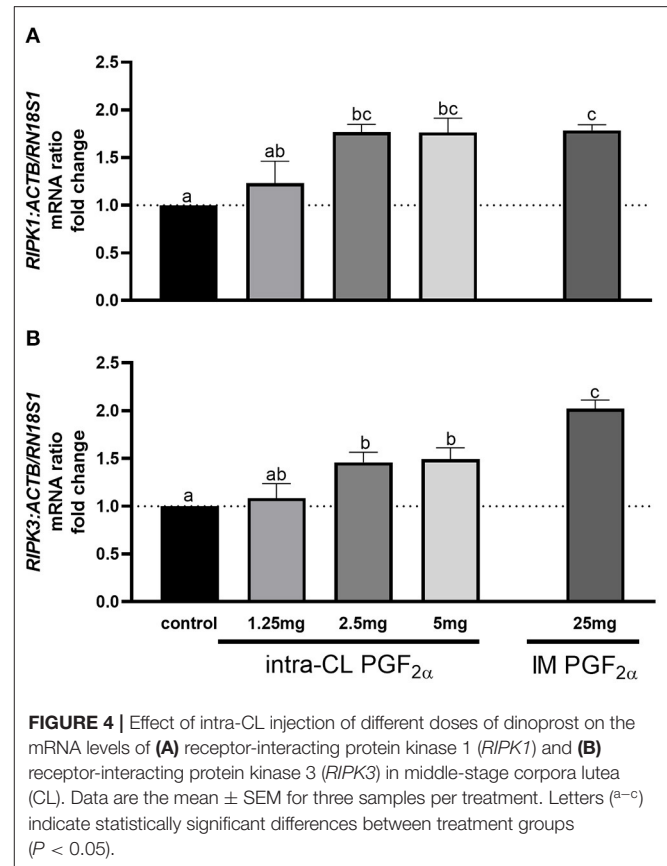 A
RIPK1:ACTB/RN18S1
mRNA ratio
fold change
2.5
2.0
1.5
1.0
0.5
0.0
a
ab
bc
bc
c
B
RIPK3:ACTB/RN18S1
mRNA ratio
fold change
2.5
2.0
1.5
1.0
0.5
0.0
a
ab
b
b
c
control 1.25mg 2.5mg 5mg 25mg
intra-CL PGF2α IM PGF2α
FIGURE 4 | Effect of intra-CL injection of different doses of dinoprost on the
mRNA levels of (A) receptor-interacting protein kinase 1 (RIPK1) and (B)
receptor-interacting protein kinase 3 (RIPK3) in middle-stage corpora lutea
(CL). Data are the mean ± SEM for three samples per treatment. Letters (a−c)
indicate statistically significant differences between treatment groups
(P < 0.05).